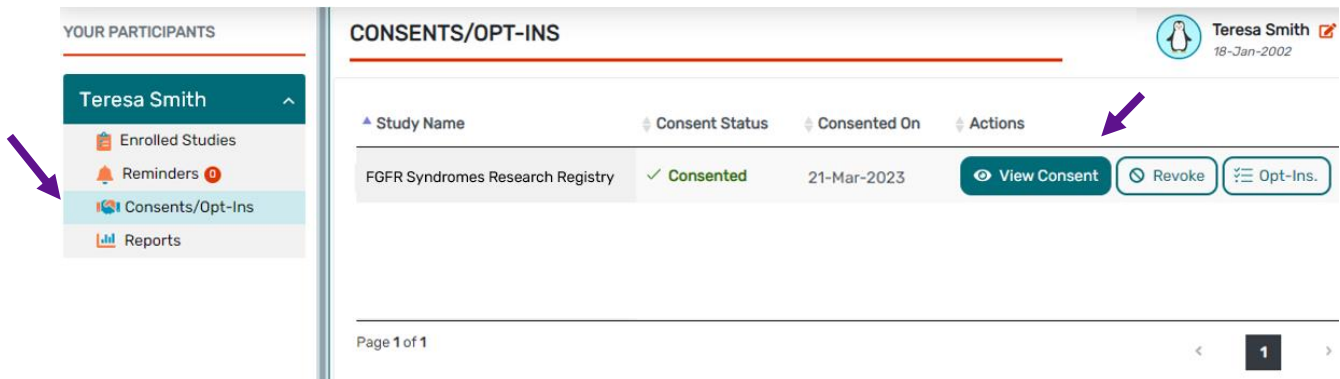 YOUR PARTICIPANTS
Teresa Smith
Enrolled Studies
Reminders 0
Consents/Opt-Ins
Reports
CONSENTS/OPT-INS
Teresa Smith
18-Jan-2002
Study Name Consent Status Consented On Actions
FGFR Syndromes Research Registry Consented 21-Mar-2023 View Consent Revoke Opt-Ins.
Page 1 of 1
1